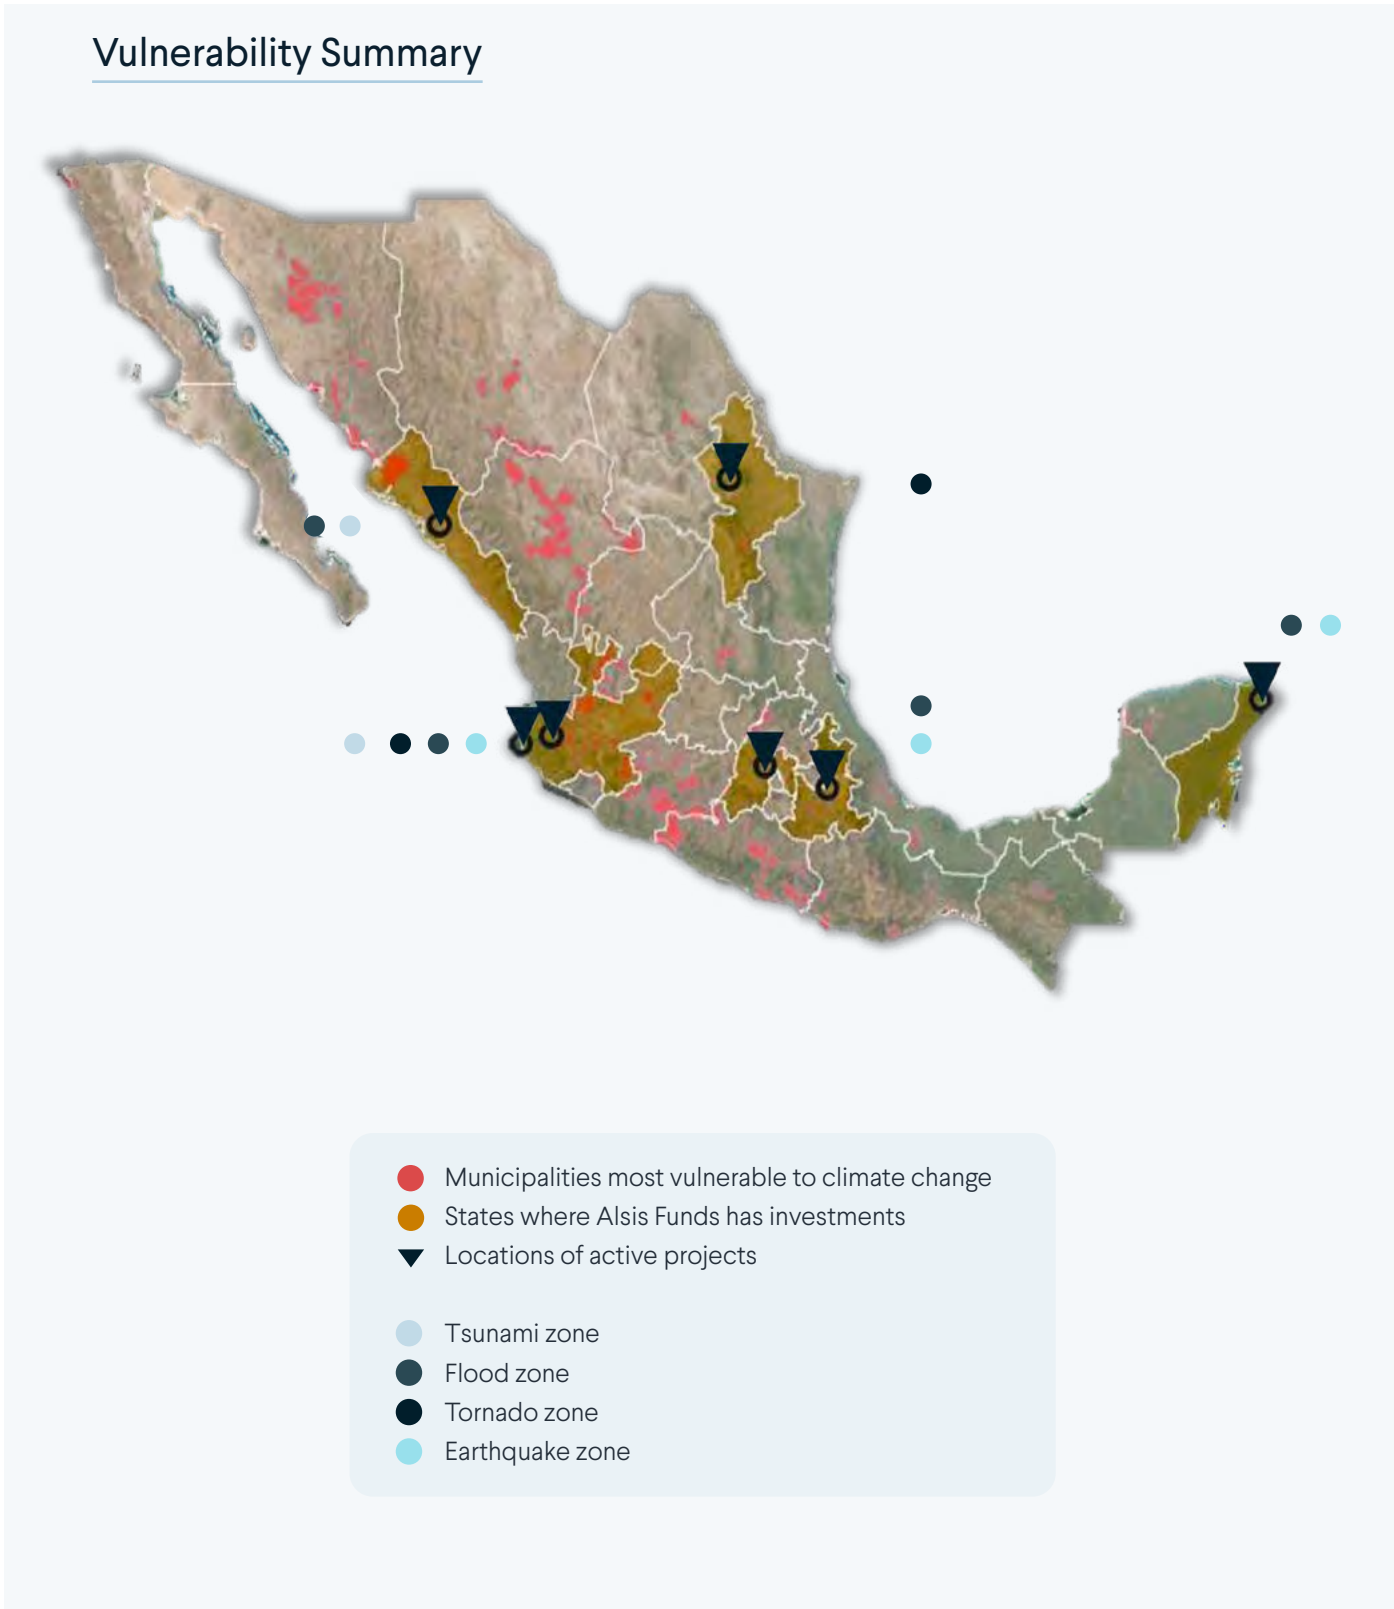 Vulnerability Summary
Municipalities most vulnerable to climate change
States where Alsis Funds has investments
Locations of active projects
Tsunami zone
Flood zone
Tornado zone
Earthquake zone